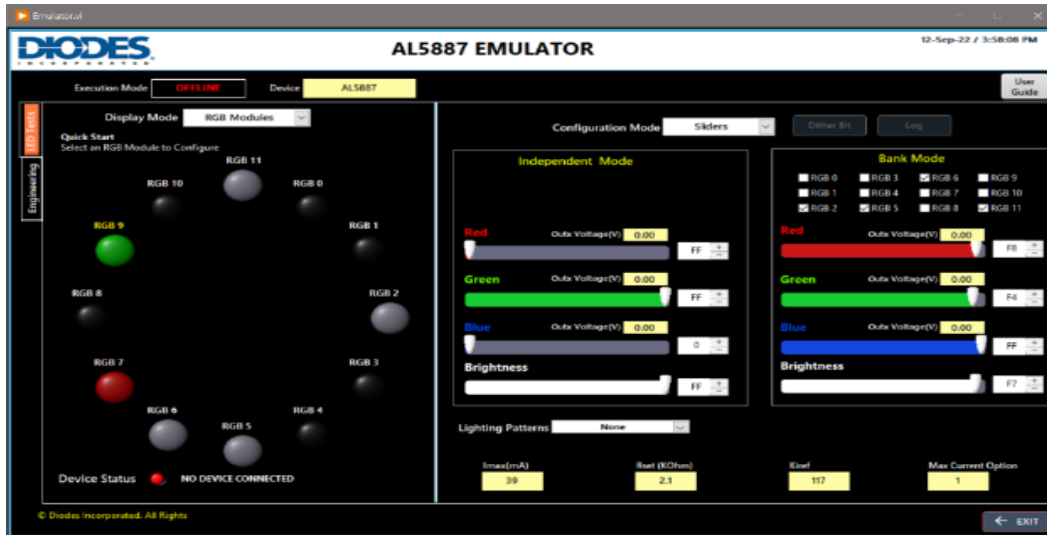 Emulator.vi
DIODES.
INCORPORATED
AL5887 EMULATOR
12-Sep-22 / 3:58:08 PM
Execution Mode OFFLINE Device AL5887
User Guide
LED Tests
Engineering
Display Mode RGB Modules
Quick Start
Select an RGB Module to Configure
RGB 11
RGB 10 RGB 0
RGB 9 RGB 1
RGB 8 RGB 2
RGB 7 RGB 3
RGB 6 RGB 4
RGB 5
Device Status NO DEVICE CONNECTED
Configuration Mode Sliders Dither Bit Log
Independent Mode
Red Outx Voltage(V) 0.00
FF
Green Outx Voltage(V) 0.00
FF
Blue Outx Voltage(V) 0.00
0
Brightness
FF
Bank Mode
RGB 0 RGB 3 RGB 6 RGB 9
RGB 1 RGB 4 RGB 7 RGB 10
RGB 2 RGB 5 RGB 8 RGB 11
Red Outx Voltage(V) 0.00
F8
Green Outx Voltage(V) 0.00
F4
Blue Outx Voltage(V) 0.00
FF
Brightness
F7
Lighting Patterns None
Imax(mA) Rset (KOhm) Kiref Max Current Option
39 2.1 117 1
© Diodes Incorporated. All Rights
EXIT